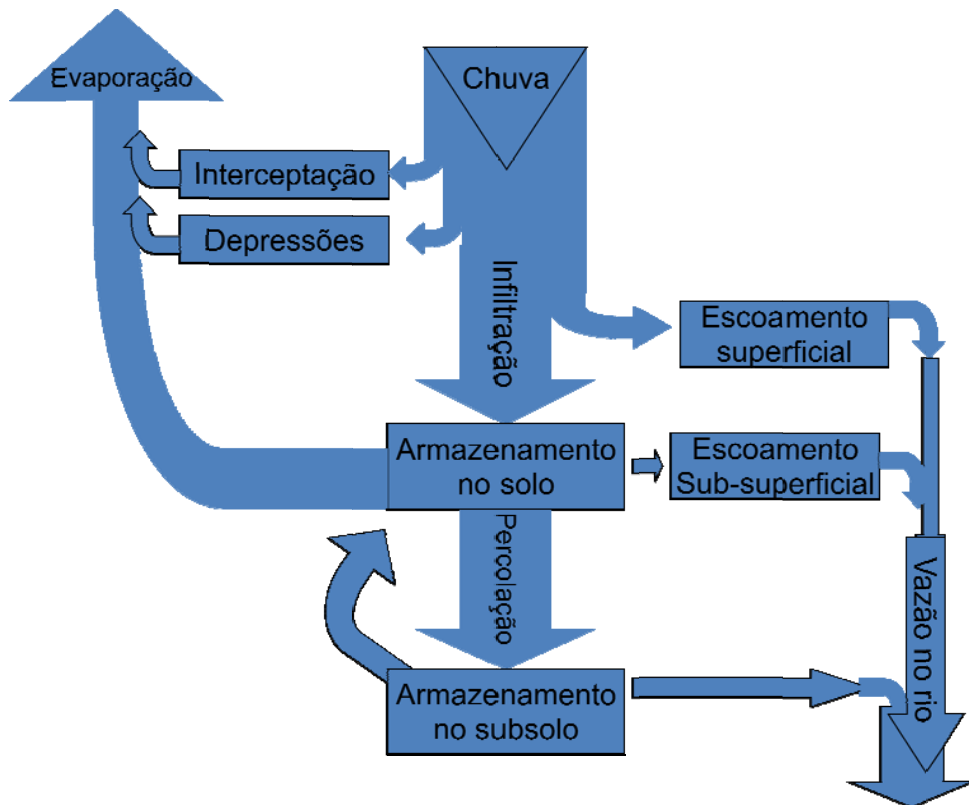 Evaporação
Chuva
Interceptação
Depressões
Infiltração
Escoamento
superficial
Armazenamento
no solo
Escoamento
Sub-superficial
Percolação
Vazão no rio
Armazenamento
no subsolo